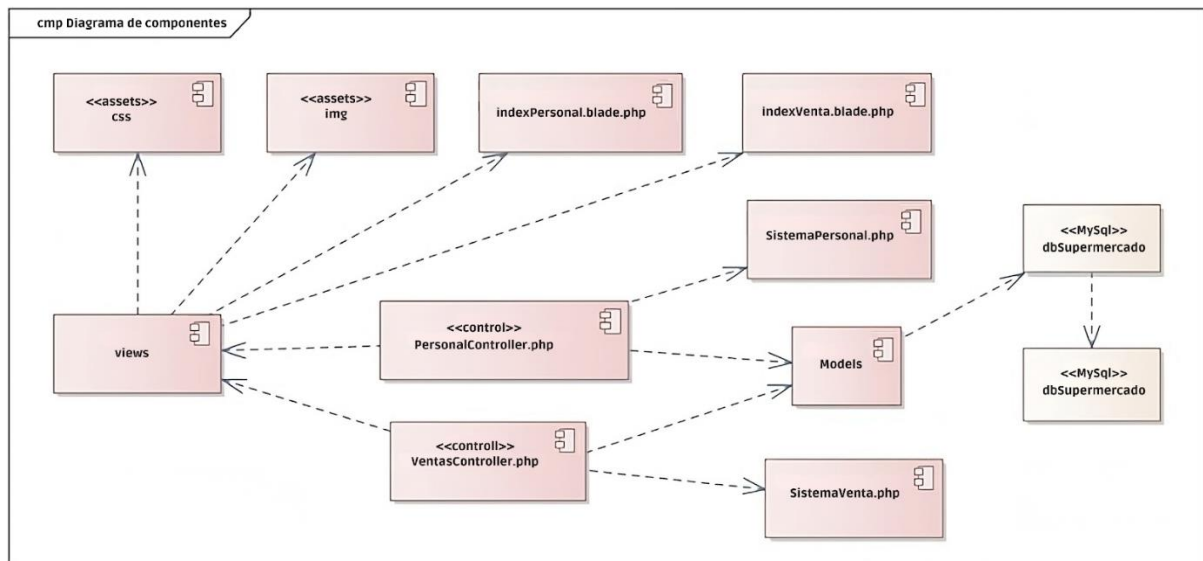 cmp Diagrama de componentes
<<assets>>
css
<<assets>>
img
indexPersonal.blade.php
indexVenta.blade.php
SistemaPersonal.php
<<MySql>>
dbSupermercado
views
<<control>>
PersonalController.php
Models
<<MySql>>
dbSupermercado
<<controll>>
VentasController.php
SistemaVenta.php